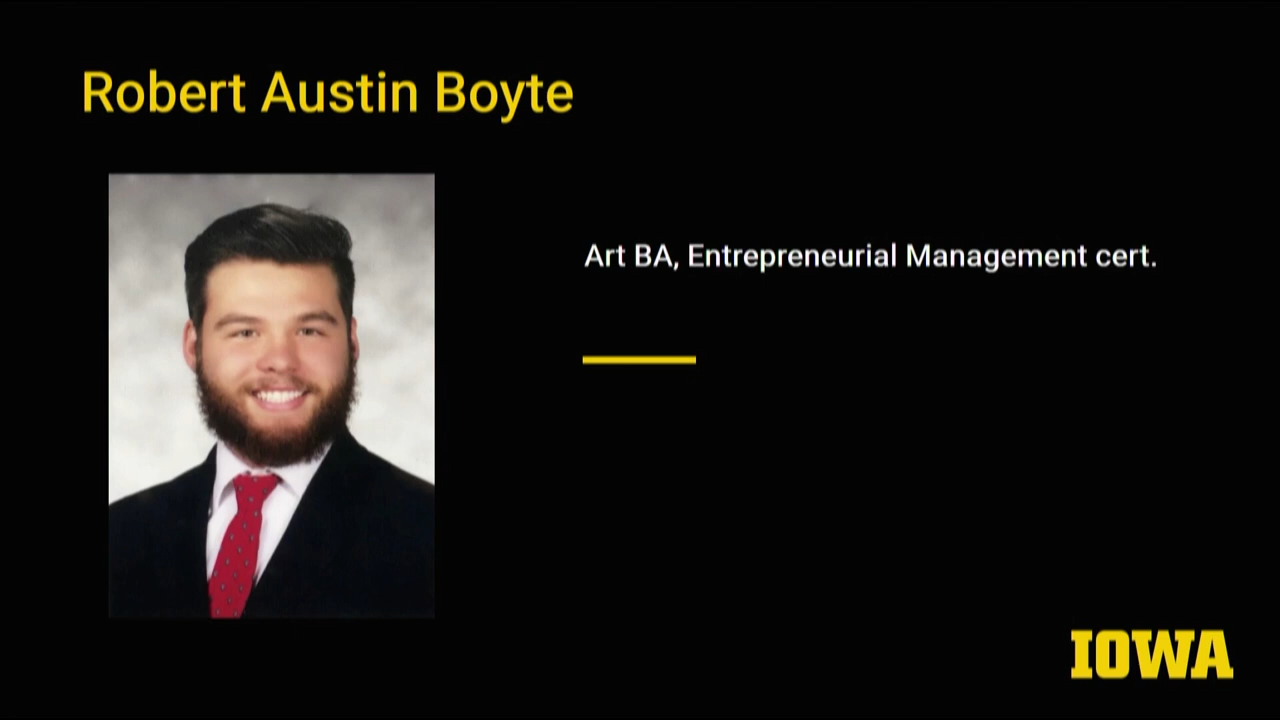 Robert Austin Boyte
Art BA, Entrepreneurial Management cert.
IOWA